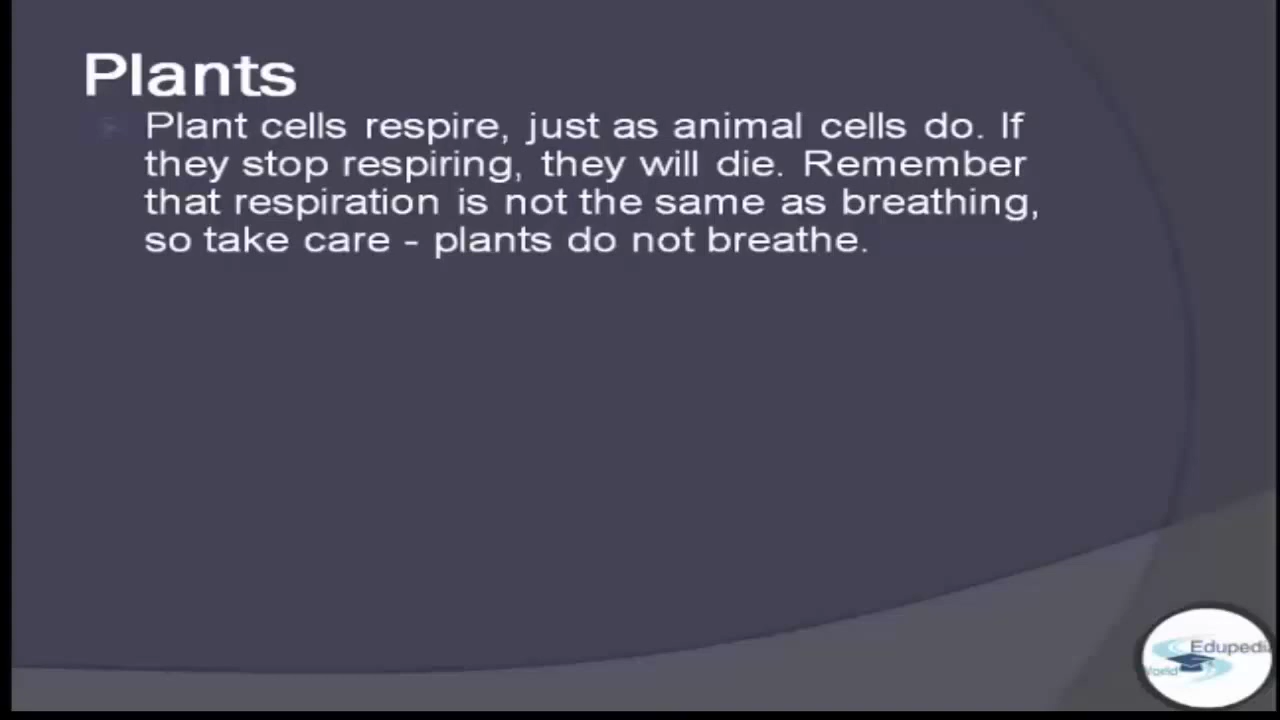 Plants
Plant cells respire, just as animal cells do. If
they stop respiring, they will die. Remember
that respiration is not the same as breathing,
so take care - plants do not breathe.
Edupedia
World